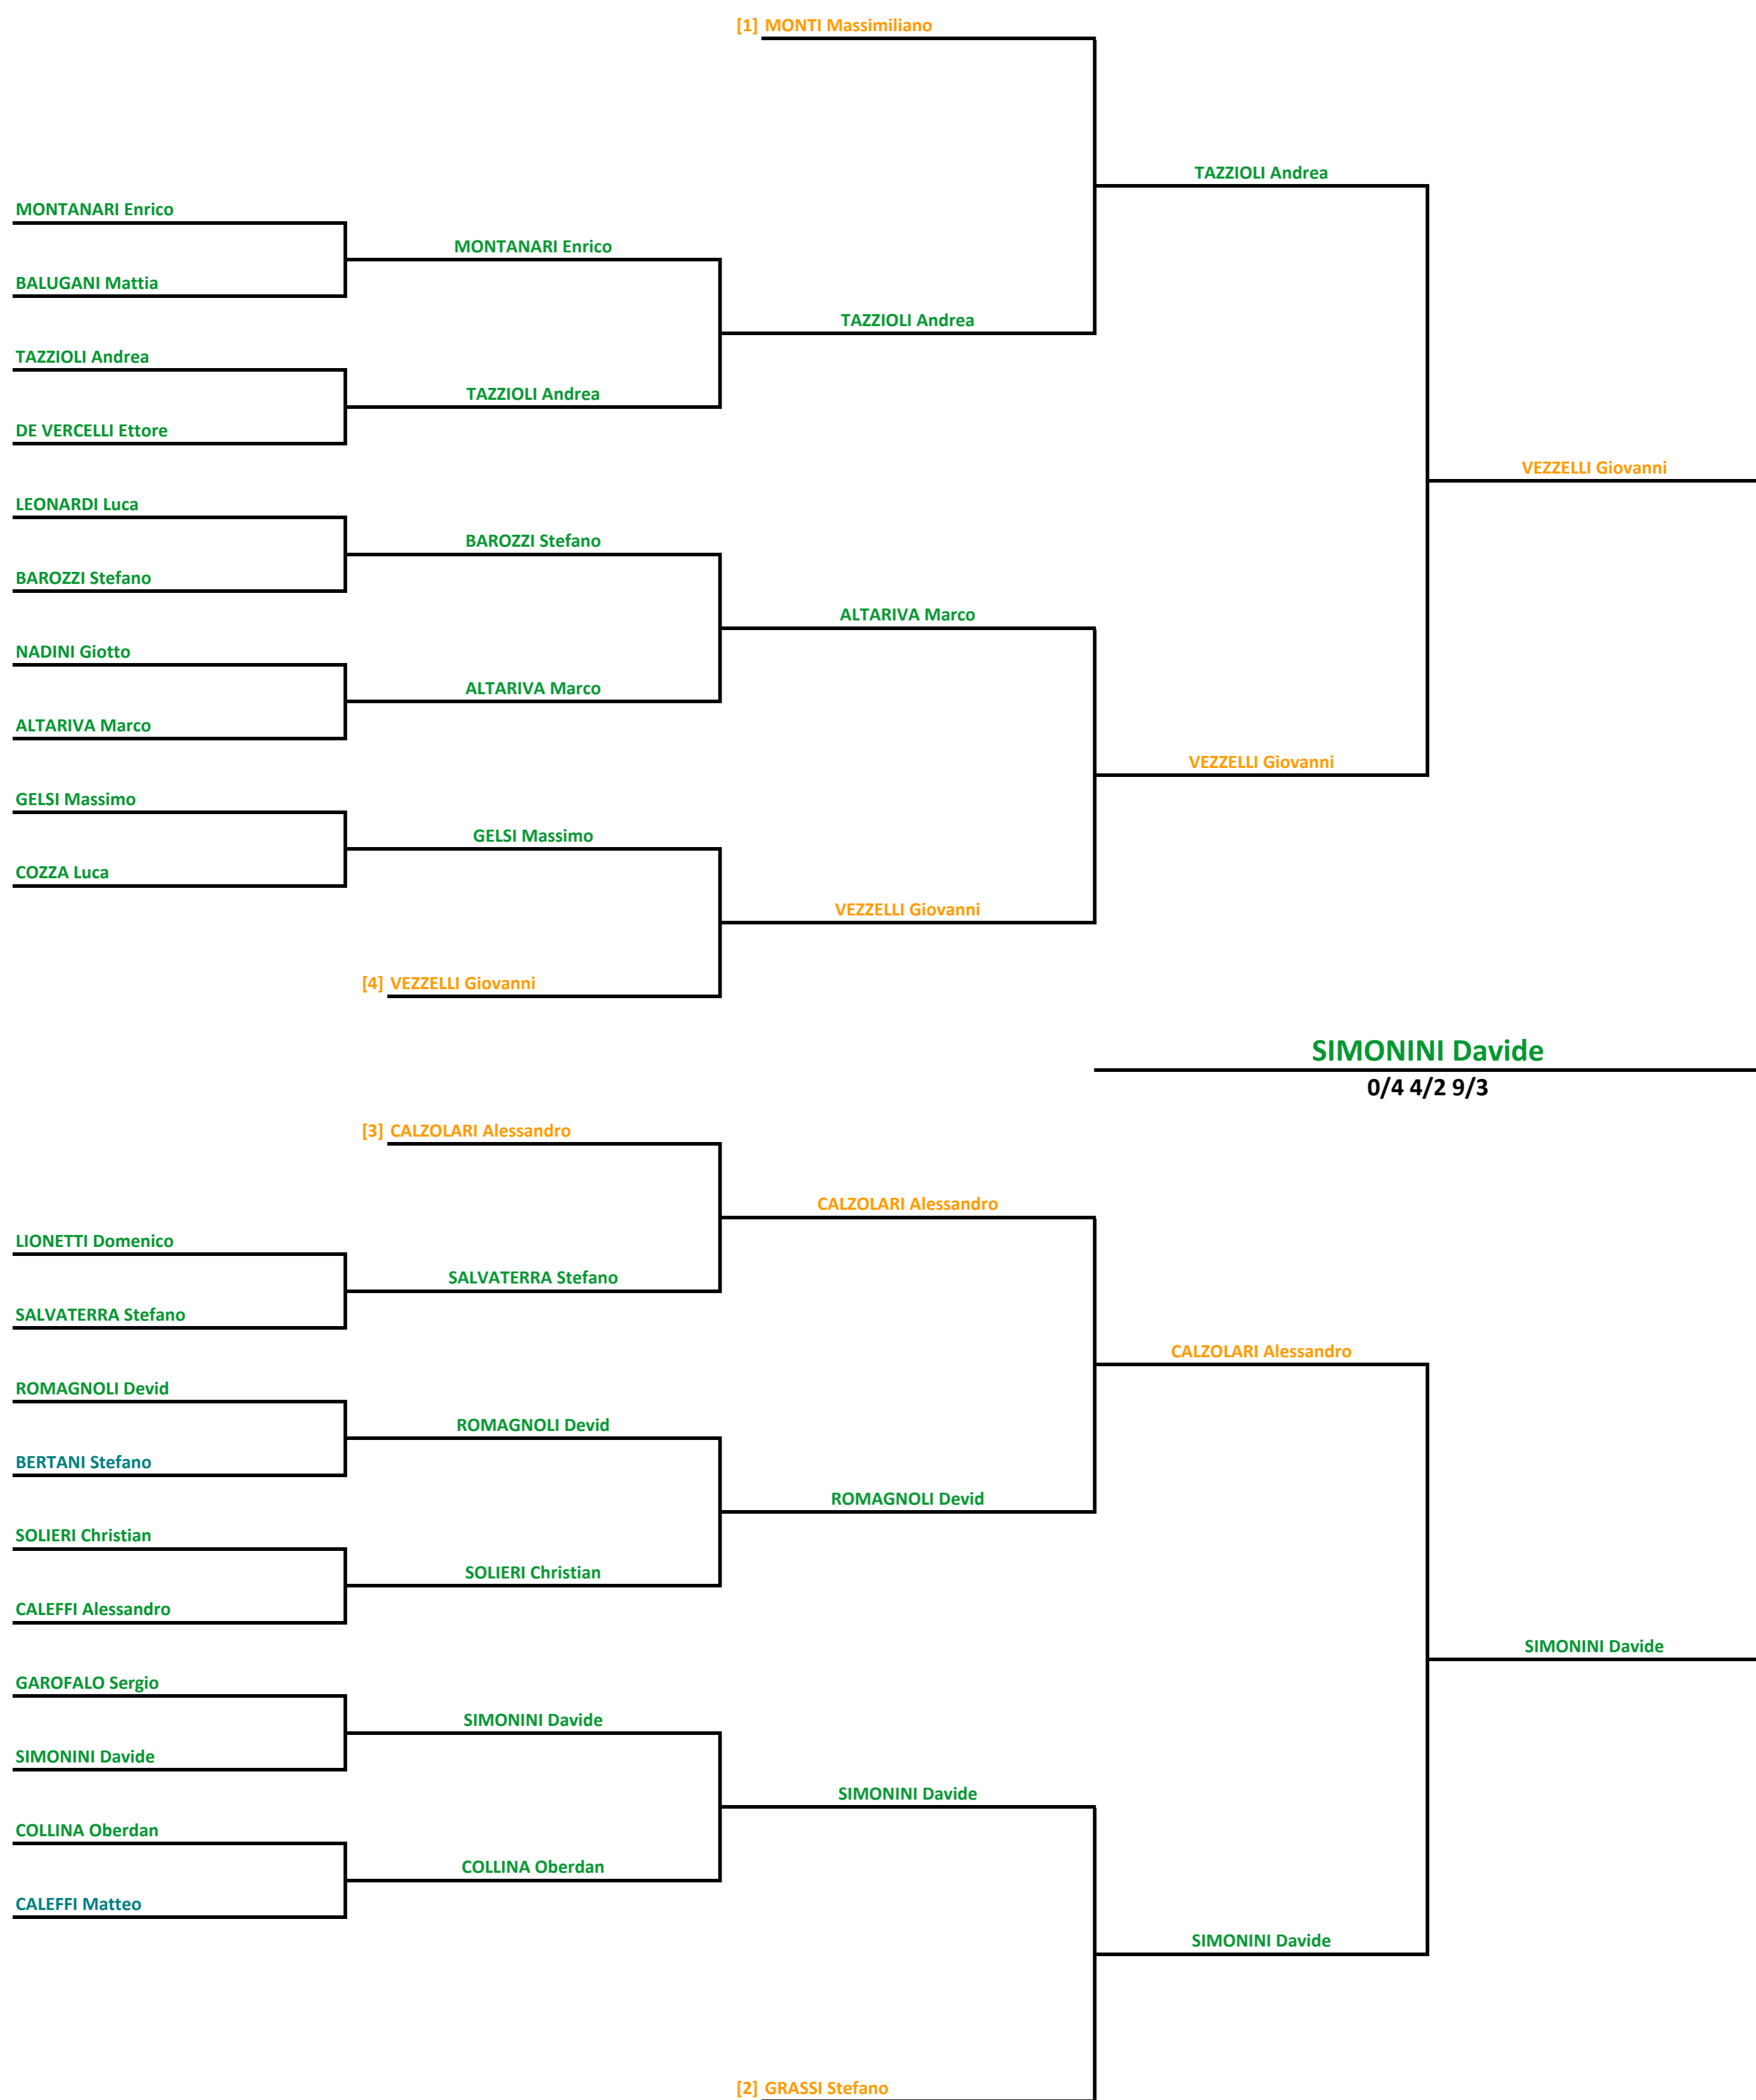 [1] MONTI Massimiliano
TAZZIOLI Andrea
MONTANARI Enrico
MONTANARI Enrico
BALUGANI Mattia
TAZZIOLI Andrea
TAZZIOLI Andrea
TAZZIOLI Andrea
DE VERCELLI Ettore
VEZZELLI Giovanni
LEONARDI Luca
BAROZZI Stefano
BAROZZI Stefano
ALTARIVA Marco
NADINI Giotto
ALTARIVA Marco
ALTARIVA Marco
VEZZELLI Giovanni
GELSI Massimo
GELSI Massimo
COZZA Luca
VEZZELLI Giovanni
[4] VEZZELLI Giovanni
SIMONINI Davide
0/4 4/2 9/3
[3] CALZOLARI Alessandro
CALZOLARI Alessandro
LIONETTI Domenico
SALVATERRA Stefano
SALVATERRA Stefano
CALZOLARI Alessandro
ROMAGNOLI Devid
ROMAGNOLI Devid
BERTANI Stefano
ROMAGNOLI Devid
SOLIERI Christian
SOLIERI Christian
CALEFFI Alessandro
SIMONINI Davide
GAROFALO Sergio
SIMONINI Davide
SIMONINI Davide
SIMONINI Davide
COLLINA Oberdan
COLLINA Oberdan
CALEFFI Matteo
SIMONINI Davide
[2] GRASSI Stefano